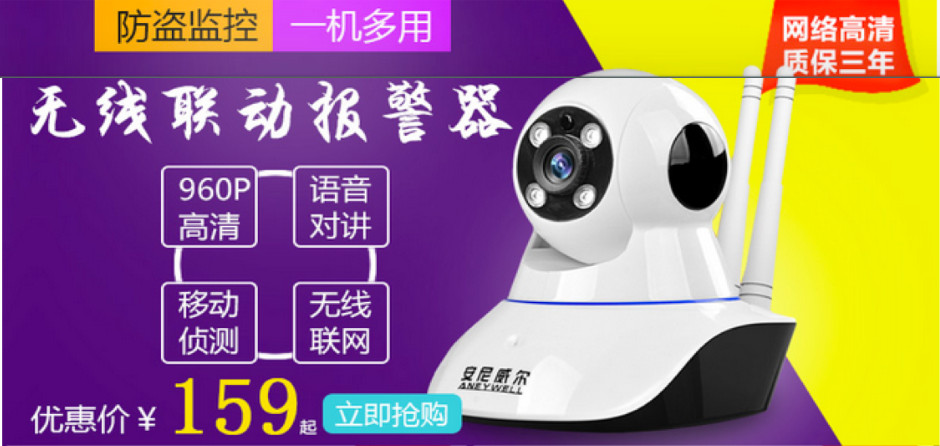 防盗监控 一机多用
网络高清
质保三年
无线联动报警器
960P
高清
语音
对讲
移动
侦测
无线
联网
安尼威尔
ANEYWELL
优惠价¥159起 立即抢购